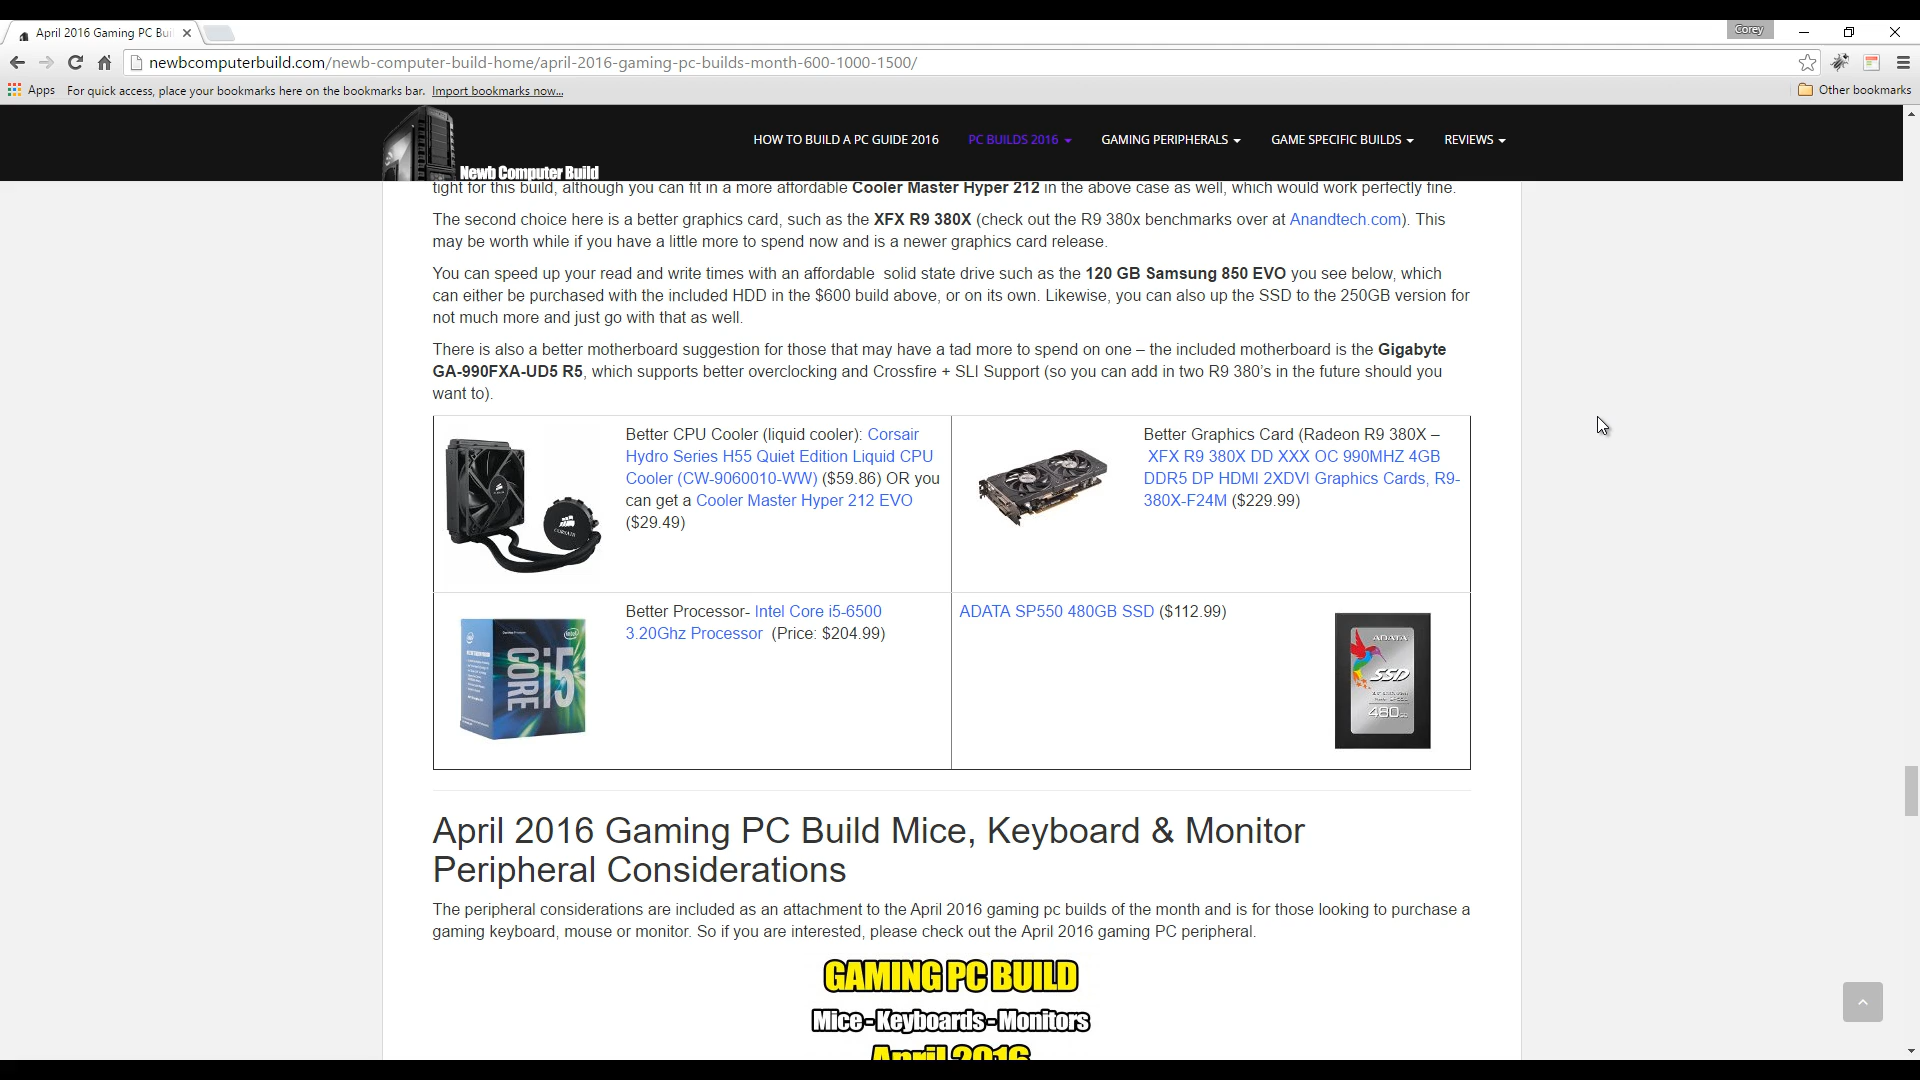 April 2016 Gaming PC Bui
Corey
newbcomputerbuild.com/newb-computer-build-home/april-2016-gaming-pc-builds-month-600-1000-1500/
Apps For quick access, place your bookmarks here on the bookmarks bar. Import bookmarks now... Other bookmarks
Newb Computer Build
HOW TO BUILD A PC GUIDE 2016 PC BUILDS 2016 GAMING PERIPHERALS GAME SPECIFIC BUILDS REVIEWS
tight for this build, although you can fit in a more affordable Cooler Master Hyper 212 in the above case as well, which would work perfectly fine.
The second choice here is a better graphics card, such as the XFX R9 380X (check out the R9 380x benchmarks over at Anandtech.com). This
may be worth while if you have a little more to spend now and is a newer graphics card release.
You can speed up your read and write times with an affordable solid state drive such as the 120 GB Samsung 850 EVO you see below, which
can either be purchased with the included HDD in the $600 build above, or on its own. Likewise, you can also up the SSD to the 250GB version for
not much more and just go with that as well.
There is also a better motherboard suggestion for those that may have a tad more to spend on one – the included motherboard is the Gigabyte
GA-990FXA-UD5 R5, which supports better overclocking and Crossfire + SLI Support (so you can add in two R9 380's in the future should you
want to).
Better CPU Cooler (liquid cooler): Corsair
Hydro Series H55 Quiet Edition Liquid CPU
Cooler (CW-9060010-WW) ($59.86) OR you
can get a Cooler Master Hyper 212 EVO
($29.49)
CORSAIR
Better Graphics Card (Radeon R9 380X –
XFX R9 380X DD XXX OC 990MHZ 4GB
DDR5 DP HDMI 2XDVI Graphics Cards, R9-
380X-F24M ($229.99)
Better Processor- Intel Core i5-6500
3.20Ghz Processor (Price: $204.99)
intel
CORE i5
ADATA SP550 480GB SSD ($112.99)
ADATA
SSD
480GB
April 2016 Gaming PC Build Mice, Keyboard & Monitor
Peripheral Considerations
The peripheral considerations are included as an attachment to the April 2016 gaming pc builds of the month and is for those looking to purchase a
gaming keyboard, mouse or monitor. So if you are interested, please check out the April 2016 gaming PC peripheral.
GAMING PC BUILD
Mice - Keyboards - Monitors
April 2016